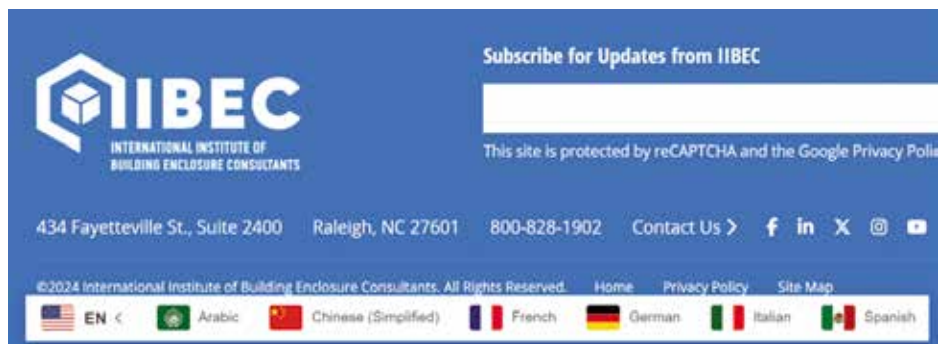 Subscribe for Updates from IIBEC
IIBEC
INTERNATIONAL INSTITUTE OF
BUILDING ENCLOSURE CONSULTANTS
This site is protected by reCAPTCHA and the Google Privacy Polic
434 Fayetteville St., Suite 2400 Raleigh, NC 27601 800-828-1902 Contact Us >
©2024 International Institute of Building Enclosure Consultants. All Rights Reserved. Home Privacy Policy Site Map
EN < Arabic Chinese (Simplified) French German Italian Spanish